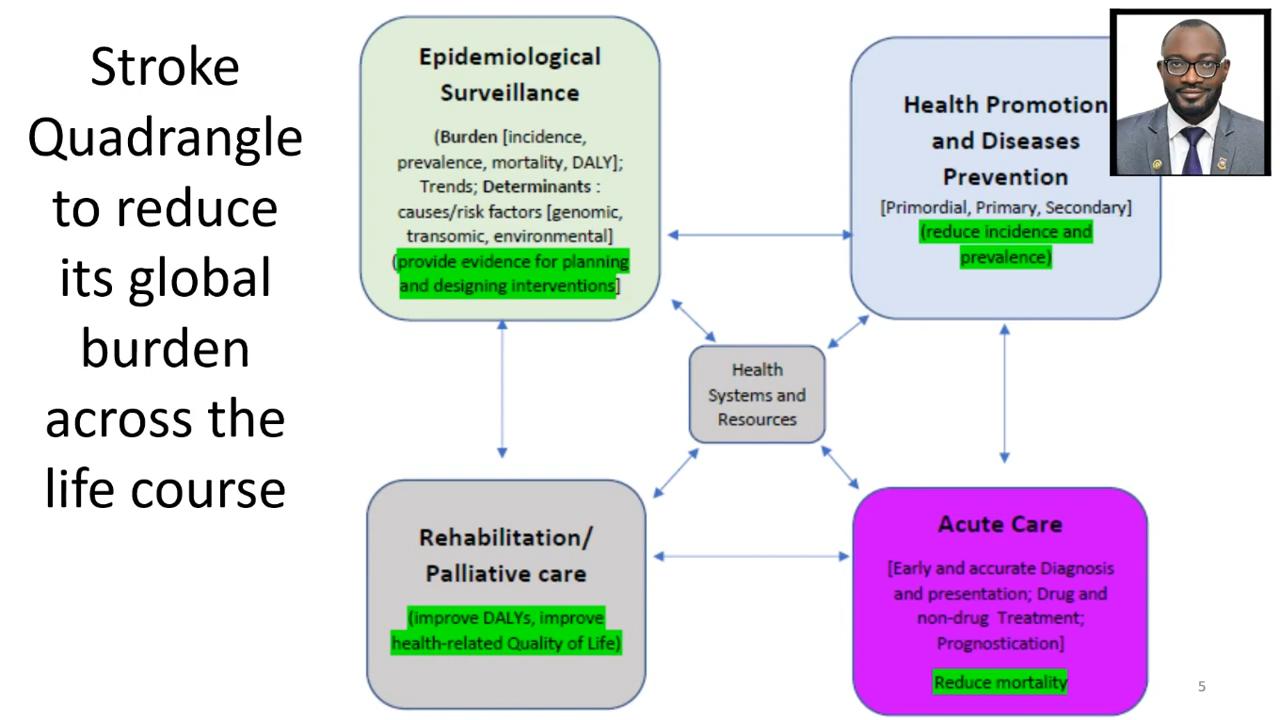 Stroke
Quadrangle
to reduce
its global
burden
across the
life course
Epidemiological
Surveillance
(Burden [incidence,
prevalence, mortality, DALY];
Trends; Determinants :
causes/risk factors [genomic,
transomic, environmental]
(provide evidence for planning
and designing interventions]
Health Promotion
and Diseases
Prevention
[Primordial, Primary, Secondary]
(reduce incidence and
prevalence)
Health
Systems and
Resources
Rehabilitation/
Palliative care
(improve DALYs, improve
health-related Quality of Life)
Acute Care
[Early and accurate Diagnosis
and presentation; Drug and
non-drug Treatment;
Prognostication]
Reduce mortality
5